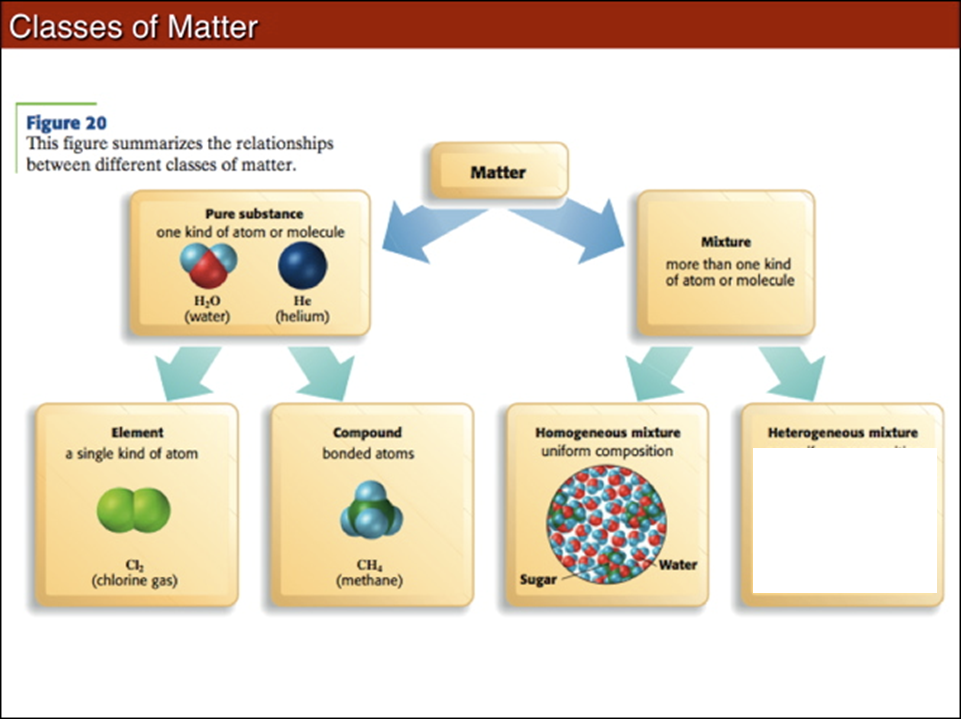 Classes of Matter
Figure 20
This figure summarizes the relationships
between different classes of matter.
Matter
Pure substance
one kind of atom or molecule
H₂O
(water)
He
(helium)
Mixture
more than one kind
of atom or molecule
Element
a single kind of atom
Cl₂
(chlorine gas)
Compound
bonded atoms
CH₄
(methane)
Homogeneous mixture
uniform composition
Water
Sugar
Heterogeneous mixture